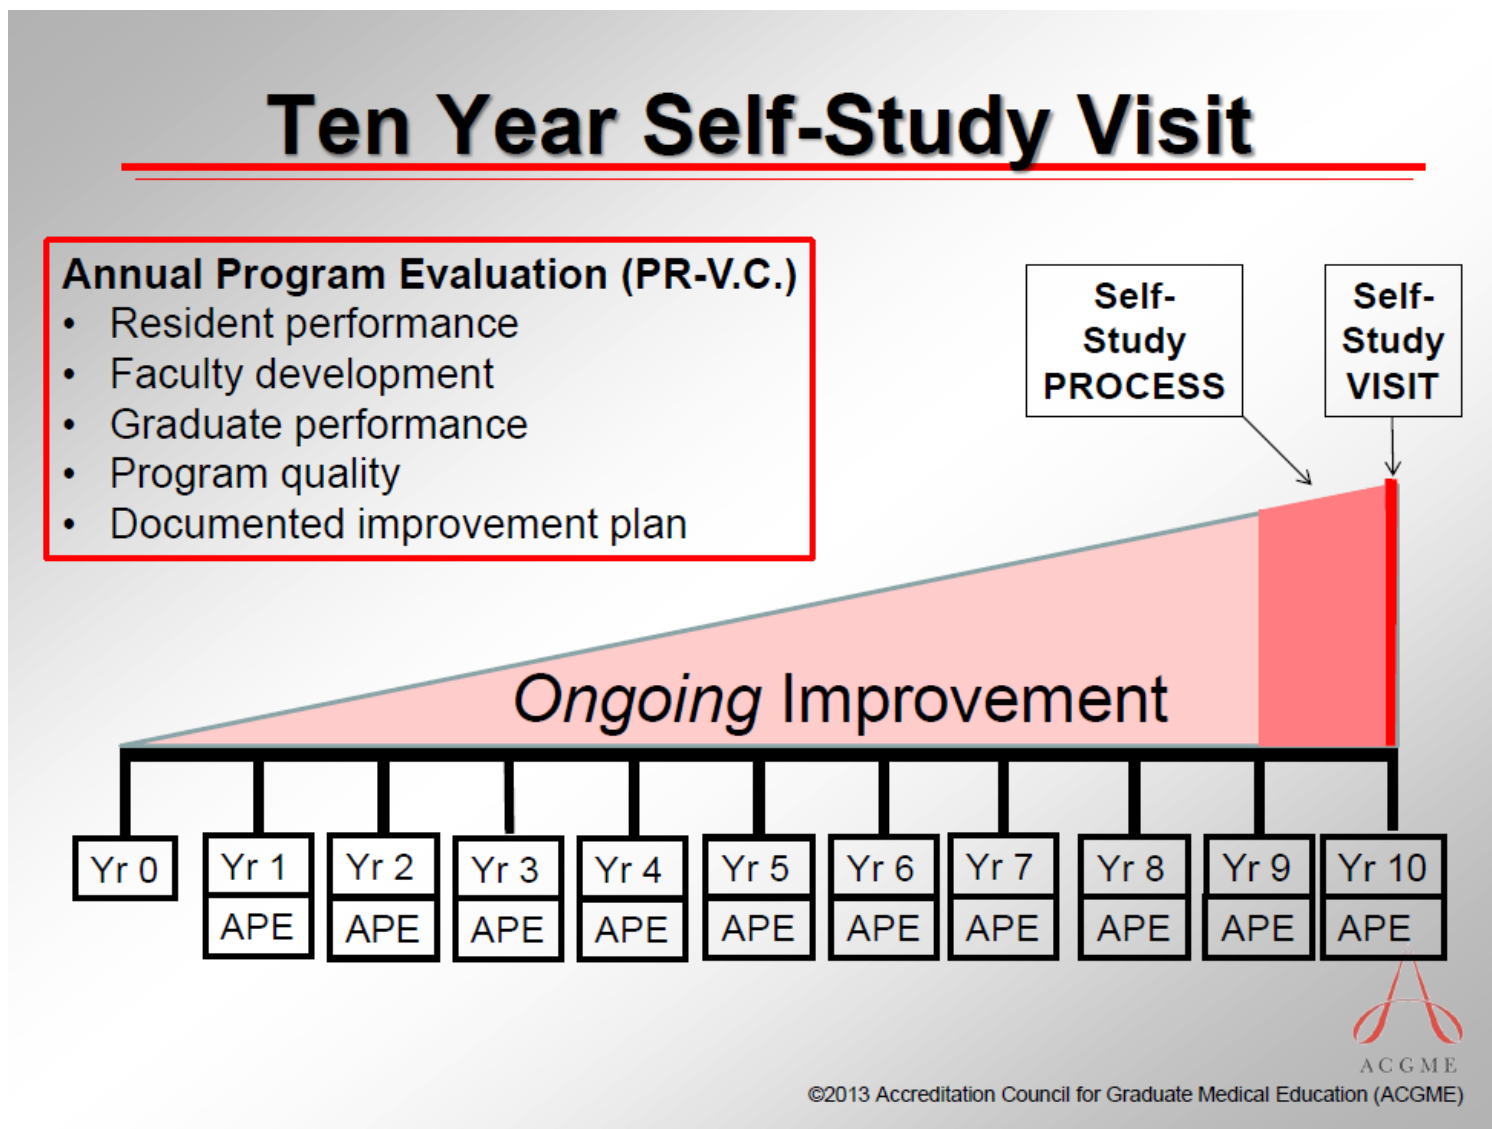 Ten Year Self-Study Visit
Annual Program Evaluation (PR-V.C.)
• Resident performance
• Faculty development
• Graduate performance
• Program quality
• Documented improvement plan
Self-
Study
PROCESS
Self-
Study
VISIT
Ongoing Improvement
Yr 0 Yr 1 Yr 2 Yr 3 Yr 4 Yr 5 Yr 6 Yr 7 Yr 8 Yr 9 Yr 10
APE APE APE APE APE APE APE APE APE APE
ACGME
©2013 Accreditation Council for Graduate Medical Education (ACGME)